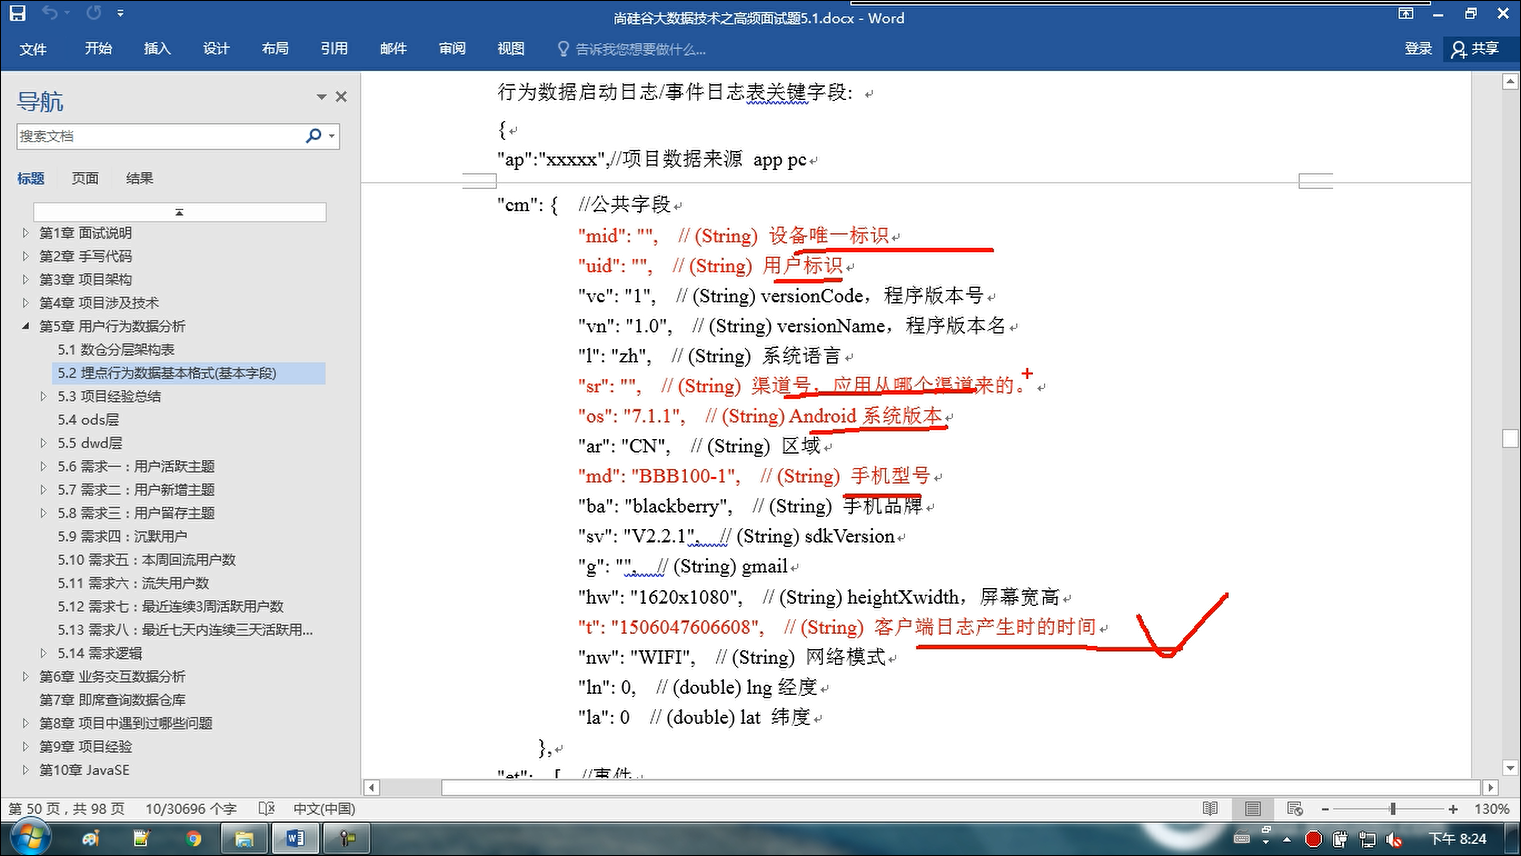 尚硅谷大数据技术之高频面试题5.1.docx - Word
文件 开始 插入 设计 布局 引用 邮件 审阅 视图 告诉我您想要做什么... 登录 共享
导航
搜索文档
标题 页面 结果
第1章 面试说明
第2章 手写代码
第3章 项目架构
第4章 项目涉及技术
第5章 用户行为数据分析
5.1 数仓分层架构表
5.2 埋点行为数据基本格式(基本字段)
5.3 项目经验总结
5.4 ods层
5.5 dwd层
5.6 需求一：用户活跃主题
5.7 需求二：用户新增主题
5.8 需求三：用户留存主题
5.9 需求四：沉默用户
5.10 需求五：本周回流用户数
5.11 需求六：流失用户数
5.12 需求七：最近连续3周活跃用户数
5.13 需求八：最近七天内连续三天活跃用...
5.14 需求逻辑
第6章 业务交互数据分析
第7章 即席查询数据仓库
第8章 项目中遇到过哪些问题
第9章 项目经验
第10章 JavaSE
行为数据启动日志/事件日志表关键字段：
{
"ap":"xxxxx",//项目数据来源 app pc
"cm": { //公共字段
"mid": "", // (String) 设备唯一标识
"uid": "", // (String) 用户标识
"vc": "1", // (String) versionCode，程序版本号
"vn": "1.0", // (String) versionName，程序版本名
"l": "zh", // (String) 系统语言
"sr": "", // (String) 渠道号，应用从哪个渠道来的。
"os": "7.1.1", // (String) Android 系统版本
"ar": "CN", // (String) 区域
"md": "BBB100-1", // (String) 手机型号
"ba": "blackberry", // (String) 手机品牌
"sv": "V2.2.1", // (String) sdkVersion
"g": "", // (String) gmail
"hw": "1620x1080", // (String) heightXwidth，屏幕宽高
"t": "1506047606608", // (String) 客户端日志产生时的时间
"nw": "WIFI", // (String) 网络模式
"ln": 0, // (double) lng 经度
"la": 0 // (double) lat 纬度
},
"et": [ //事件
第 50 页，共 98 页 10/30696 个字 中文(中国) 130%
下午 8:24